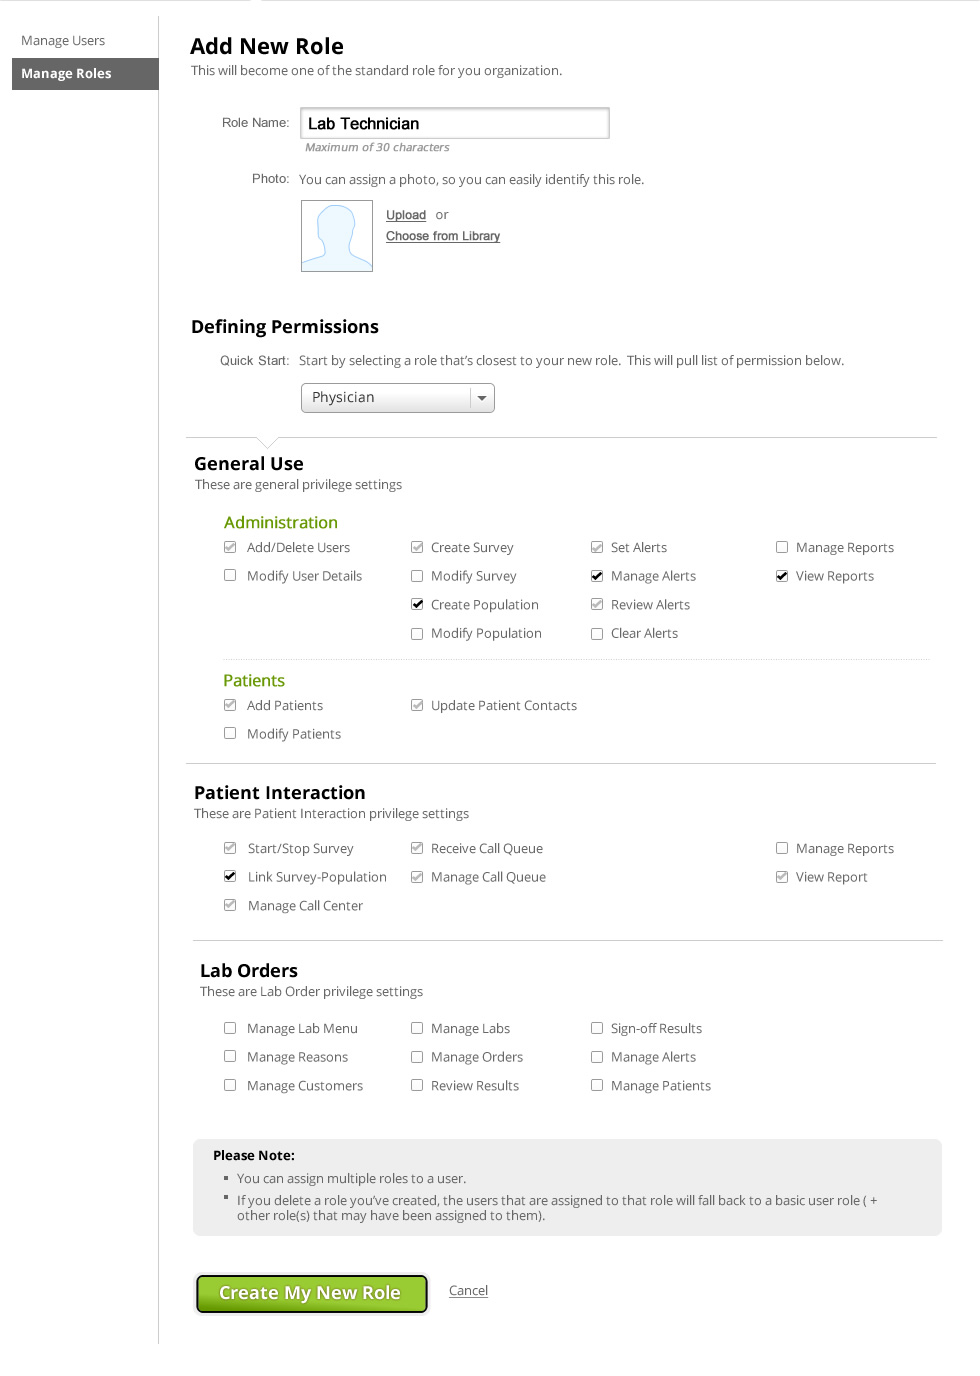 Manage Users
Manage Roles
Add New Role
This will become one of the standard role for you organization.
Role Name: Lab Technician
Maximum of 30 characters
Photo: You can assign a photo, so you can easily identify this role.
Upload or
Choose from Library
Defining Permissions
Quick Start: Start by selecting a role that’s closest to your new role. This will pull list of permission below.
Physician
General Use
These are general privilege settings
Administration
Add/Delete Users Create Survey Set Alerts Manage Reports
Modify User Details Modify Survey Manage Alerts View Reports
Create Population Review Alerts
Modify Population Clear Alerts
Patients
Add Patients Update Patient Contacts
Modify Patients
Patient Interaction
These are Patient Interaction privilege settings
Start/Stop Survey Receive Call Queue Manage Reports
Link Survey-Population Manage Call Queue View Report
Manage Call Center
Lab Orders
These are Lab Order privilege settings
Manage Lab Menu Manage Labs Sign-off Results
Manage Reasons Manage Orders Manage Alerts
Manage Customers Review Results Manage Patients
Please Note:
You can assign multiple roles to a user.
If you delete a role you’ve created, the users that are assigned to that role will fall back to a basic user role ( +
other role(s) that may have been assigned to them).
Create My New Role Cancel